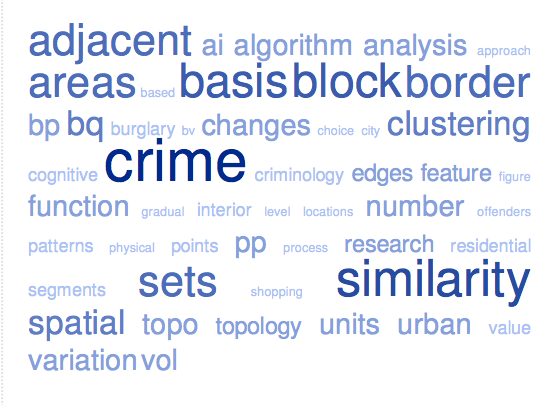 adjacent ai algorithm analysis approach
areas based basis block border
bp bq burglary bv changes choice city clustering
cognitive crime criminology edges feature figure
function gradual interior level locations number offenders
patterns physical points pp process research residential
segments sets shopping similarity
spatial topo topology units urban value
variation vol